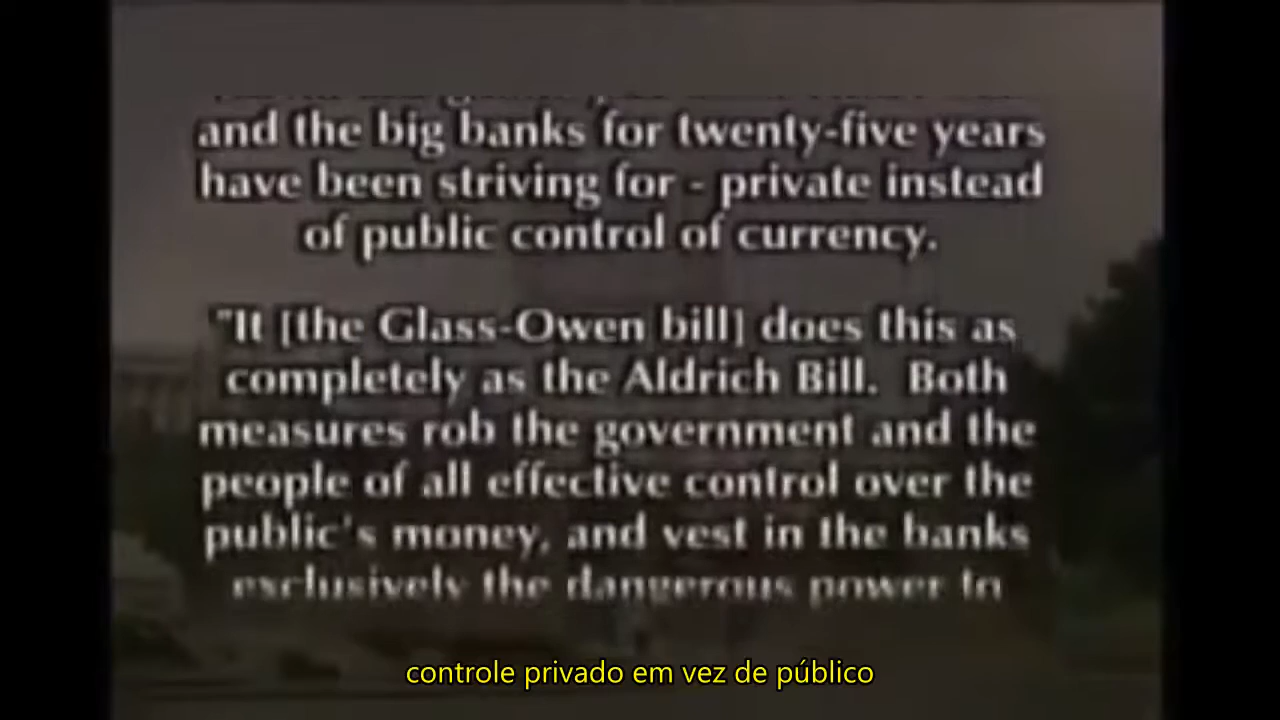 and the big banks for twenty-five years
have been striving for - private instead
of public control of currency.
"It [the Glass-Owen bill] does this as
completely as the Aldrich Bill. Both
measures rob the government and the
people of all effective control over the
public's money, and vest in the banks
exclusively the dangerous power to
controle privado em vez de público